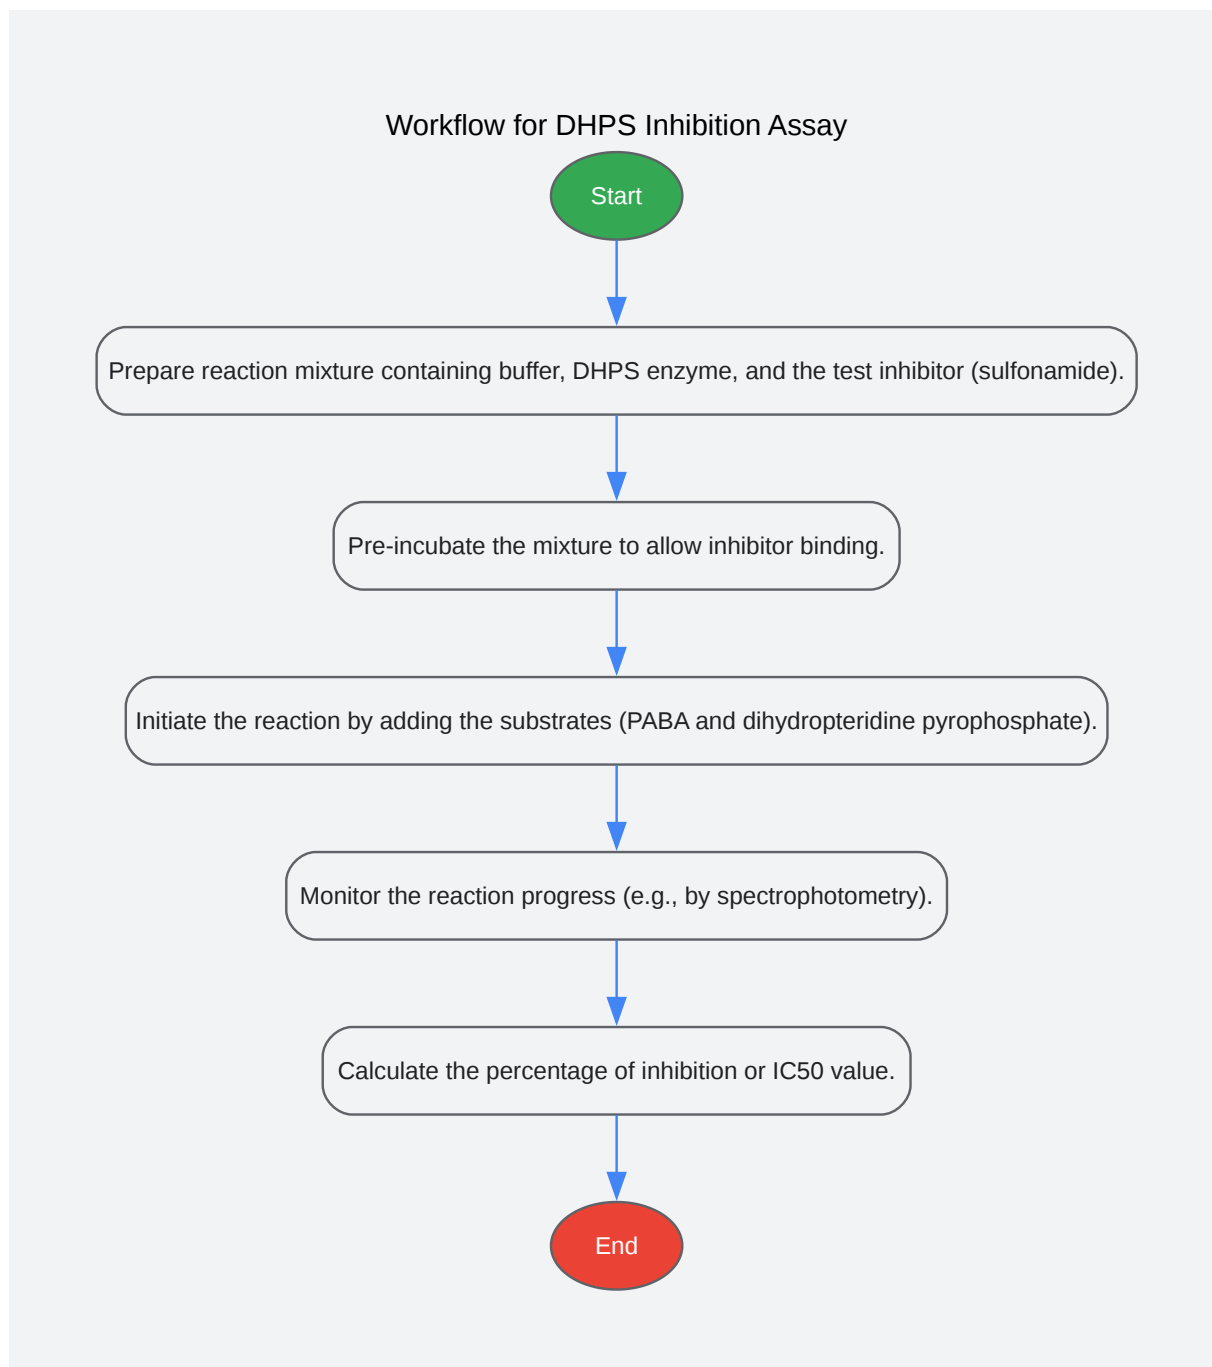 Workflow for DHPS Inhibition Assay
Start
Prepare reaction mixture containing buffer, DHPS enzyme, and the test inhibitor (sulfonamide).
Pre-incubate the mixture to allow inhibitor binding.
Initiate the reaction by adding the substrates (PABA and dihydropteridine pyrophosphate).
Monitor the reaction progress (e.g., by spectrophotometry).
Calculate the percentage of inhibition or IC50 value.
End